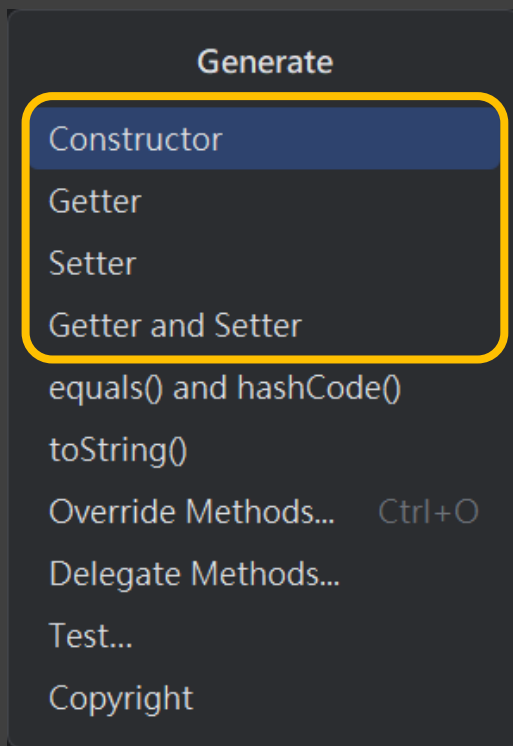 Generate
Constructor
Getter
Setter
Getter and Setter
equals() and hashCode()
toString()
Override Methods... Ctrl+O
Delegate Methods...
Test...
Copyright